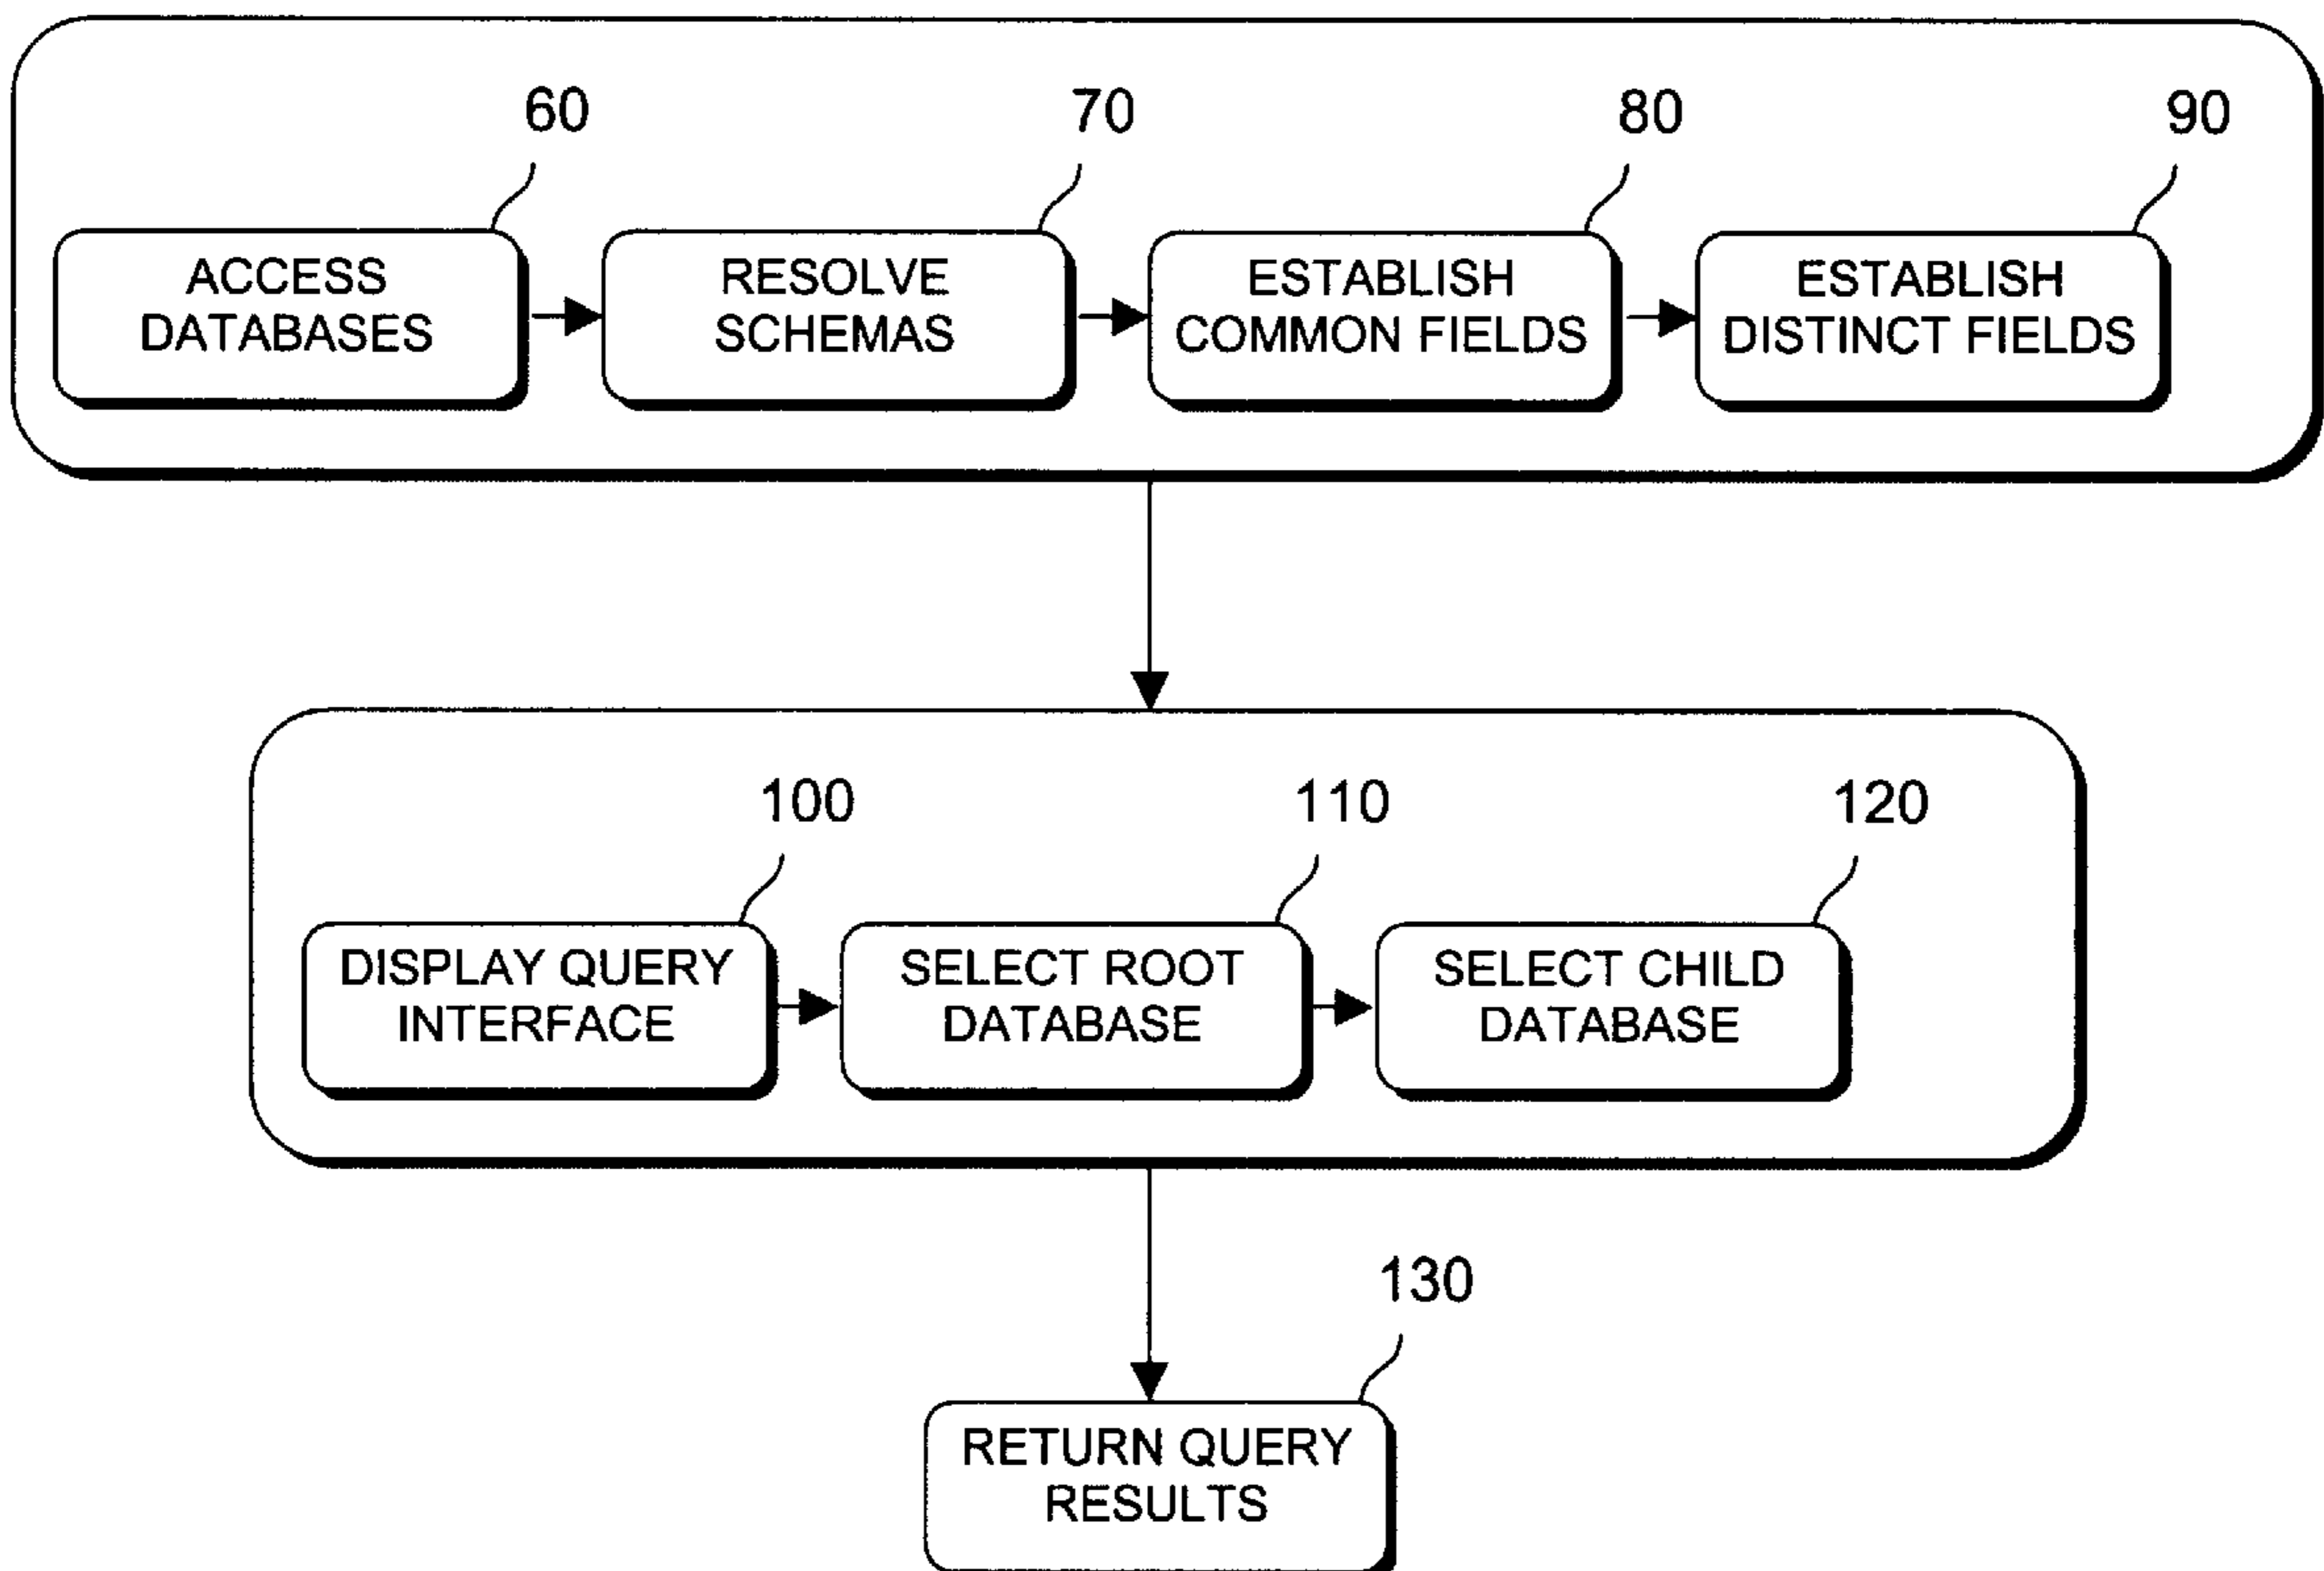 60
70
80
90
ACCESS
DATABASES
RESOLVE
SCHEMAS
ESTABLISH
COMMON FIELDS
ESTABLISH
DISTINCT FIELDS
100
110
120
DISPLAY QUERY
INTERFACE
SELECT ROOT
DATABASE
SELECT CHILD
DATABASE
130
RETURN QUERY
RESULTS